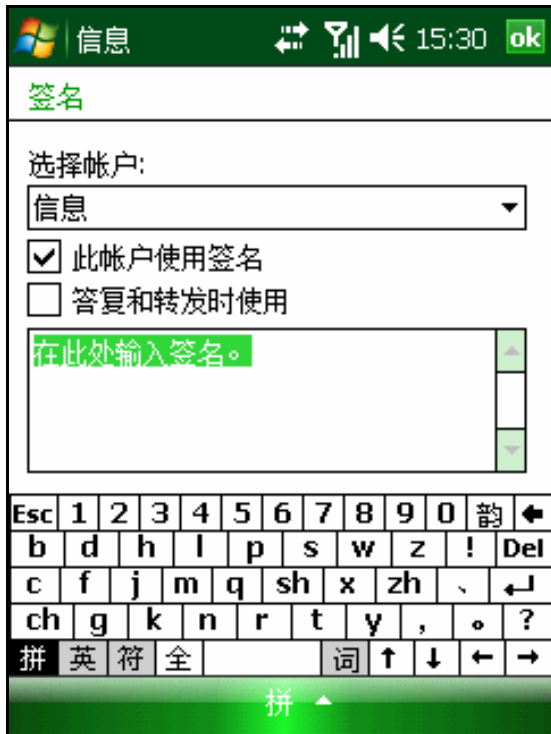 信息 15:30 ok
签名
选择帐户:
信息
此帐户使用签名
答复和转发时使用
在此处输入签名。
Esc 1 2 3 4 5 6 7 8 9 0 韵 ←
b d h l p s w z ! Del
c f j m q sh x zh 、 ↵
ch g k n r t y , 。 ?
拼 英 符 全 词 ↑ ↓ ← →
拼